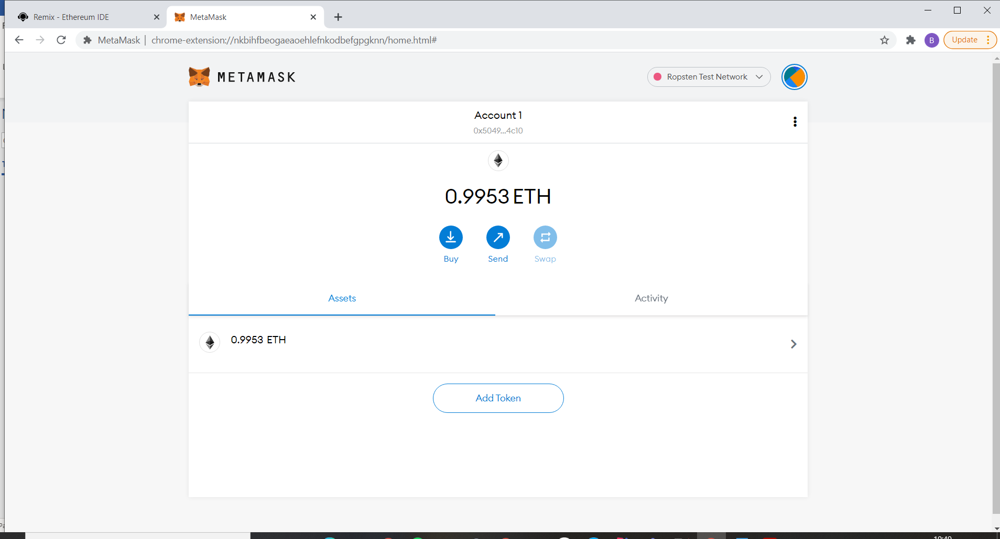 Remix - Ethereum IDE
MetaMask
MetaMask | chrome-extension://nkbihfbeogaeaoehlefnkodbefgpgknn/home.html#
B
Update
METAMASK
Ropsten Test Network
Account 1
0x5049...4c10
0.9953 ETH
Buy
Send
Swap
Assets
Activity
0.9953 ETH
Add Token